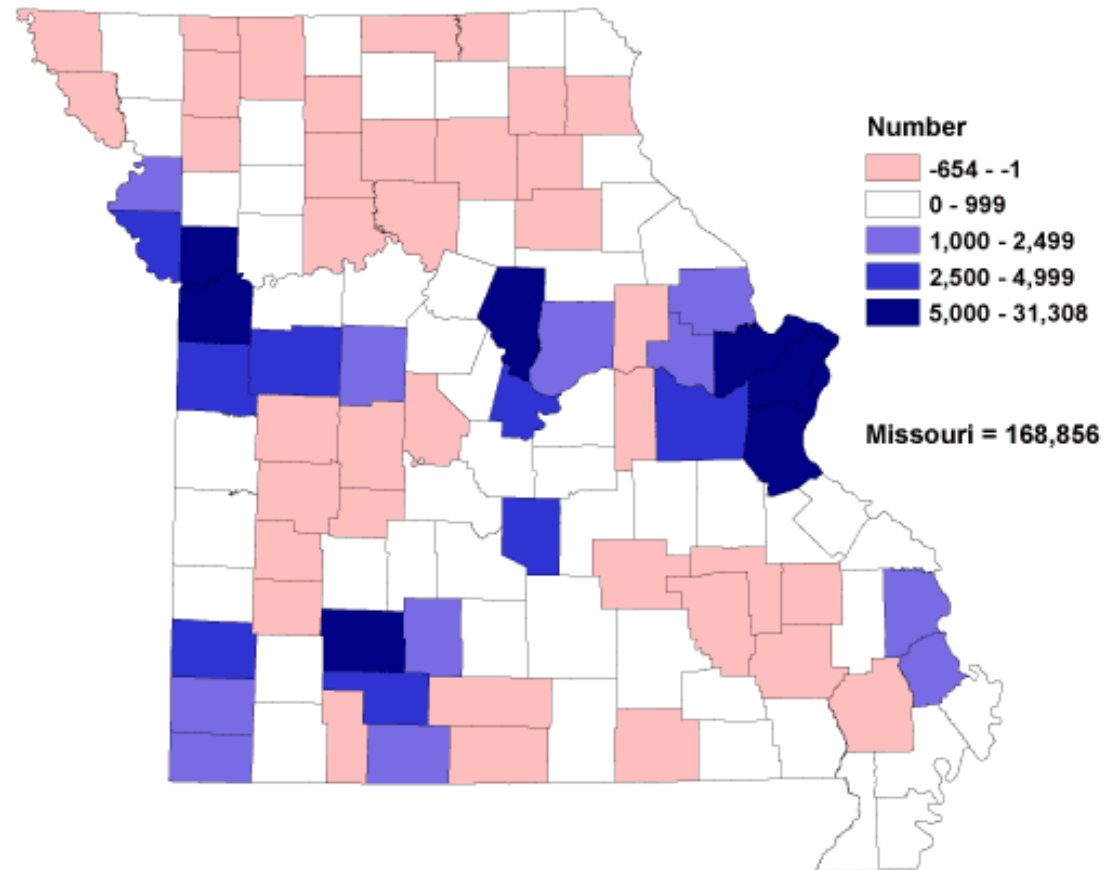 Number
-654 - -1
0 - 999
1,000 - 2,499
2,500 - 4,999
5,000 - 31,308
Missouri = 168,856